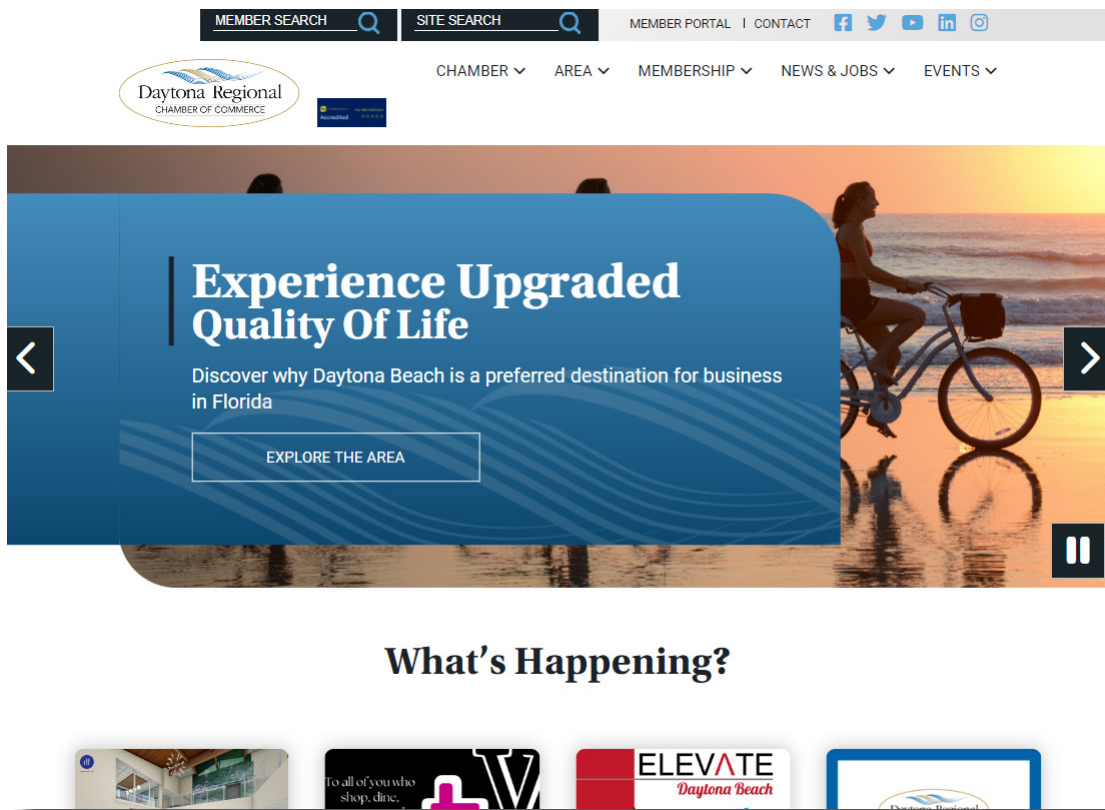 MEMBER SEARCH
SITE SEARCH
MEMBER PORTAL | CONTACT
Daytona Regional
CHAMBER OF COMMERCE
Accredited
CHAMBER
AREA
MEMBERSHIP
NEWS & JOBS
EVENTS
Experience Upgraded
Quality Of Life
Discover why Daytona Beach is a preferred destination for business
in Florida
EXPLORE THE AREA
What's Happening?
To all of you who
shop, dine,
V
ELEVATE
Daytona Beach
Daytona Regional